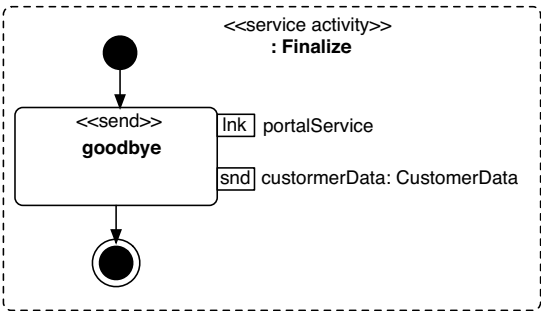 <<service activity>>
: Finalize
<<send>>
goodbye
lnk portalService
snd custormerData: CustomerData